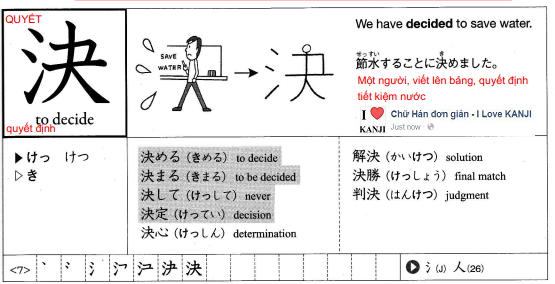 QUYẾT
決
to decide
quyết định
SAVE
WATER
氵人
We have decided to save water.
せっすい き
節水することに決めました。
Một người, viết lên bảng, quyết định
tiết kiệm nước
I ❤
KANJI
Chữ Hán đơn giản - I Love KANJI
Just now
▶けっ けつ
▷き
決める（きめる） to decide
決まる（きまる） to be decided
決して（けっして） never
決定（けってい） decision
決心（けっしん） determination
解決（かいけつ） solution
決勝（けっしょう） final match
判決（はんけつ） judgment
<7> 丶 冫 氵 決 決
▶ 氵(J) 人(26)